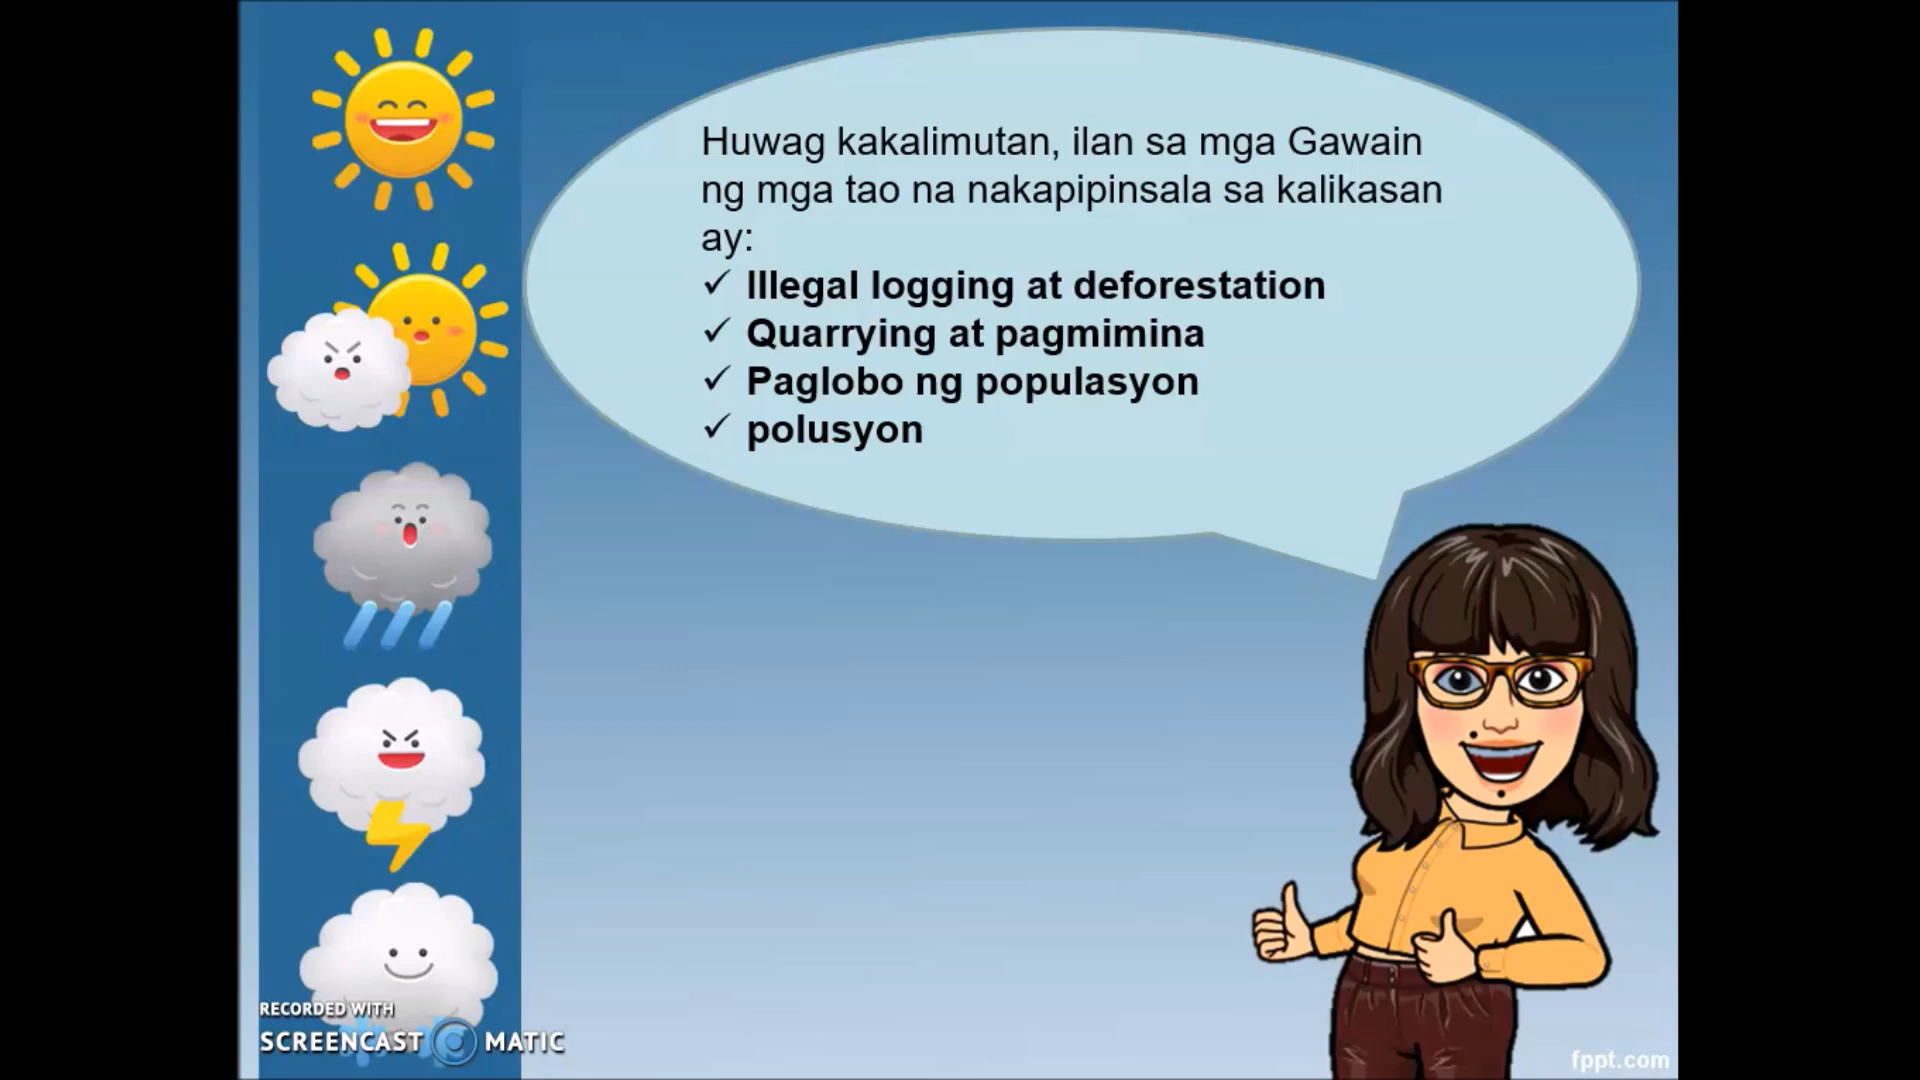 Huwag kakalimutan, ilan sa mga Gawain
ng mga tao na nakapipinsala sa kalikasan
ay:
✓ Illegal logging at deforestation
✓ Quarrying at pagmimina
✓ Paglobo ng populasyon
✓ polusyon
RECORDED WITH
SCREENCAST MATIC
fppt.com